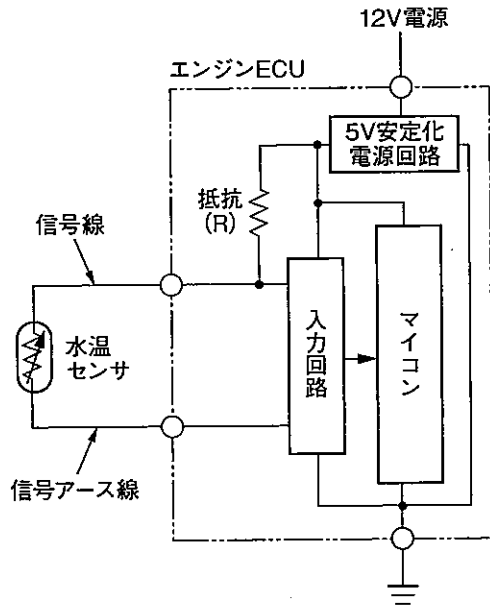 12V電源
エンジンECU
5V安定化
電源回路
抵抗
(R)
信号線
水温
センサ
入力回路
マイコン
信号アース線